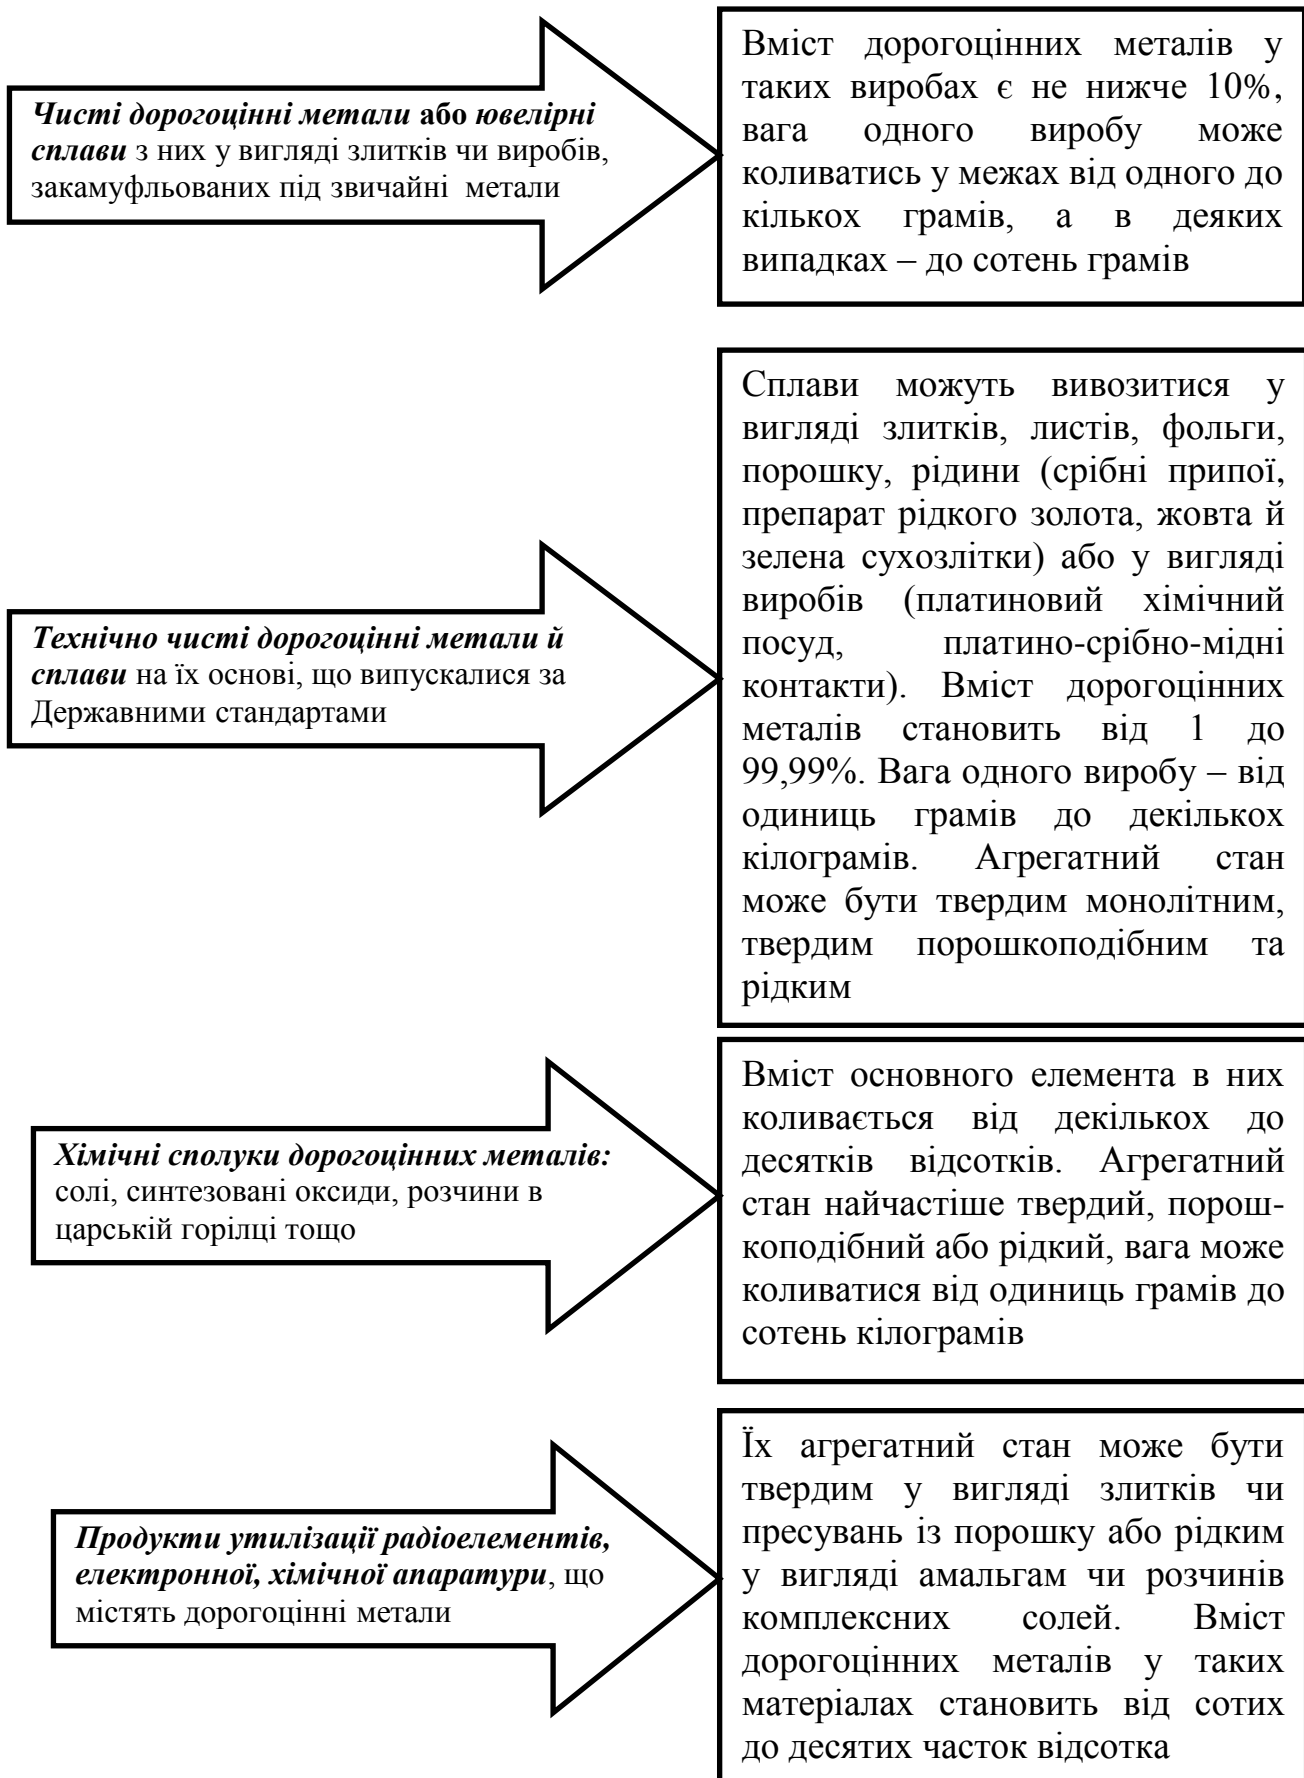 Чисті дорогоцінні метали або ювелірні
сплави з них у вигляді злитків чи виробів,
закамуфльованих під звичайні метали
Вміст дорогоцінних металів у
таких виробах є не нижче 10%,
вага одного виробу може
коливатись у межах від одного до
кількох грамів, а в деяких
випадках – до сотень грамів
Технічно чисті дорогоцінні метали й
сплави на їх основі, що випускалися за
Державними стандартами
Сплави можуть вивозитися у
вигляді злитків, листів, фольги,
порошку, рідини (срібні припої,
препарат рідкого золота, жовта й
зелена сухозлітки) або у вигляді
виробів (платиновий хімічний
посуд, платино-срібно-мідні
контакти). Вміст дорогоцінних
металів становить від 1 до
99,99%. Вага одного виробу – від
одиниць грамів до декількох
кілограмів. Агрегатний стан
може бути твердим монолітним,
твердим порошкоподібним та
рідким
Хімічні сполуки дорогоцінних металів:
солі, синтезовані оксиди, розчини в
царській горілці тощо
Вміст основного елемента в них
коливається від декількох до
десятків відсотків. Агрегатний
стан найчастіше твердий, порош-
коподібний або рідкий, вага може
коливатися від одиниць грамів до
сотень кілограмів
Продукти утилізації радіоелементів,
електронної, хімічної апаратури, що
містять дорогоцінні метали
Їх агрегатний стан може бути
твердим у вигляді злитків чи
пресувань із порошку або рідким
у вигляді амальгам чи розчинів
комплексних солей. Вміст
дорогоцінних металів у таких
матеріалах становить від сотих
до десятих часток відсотка